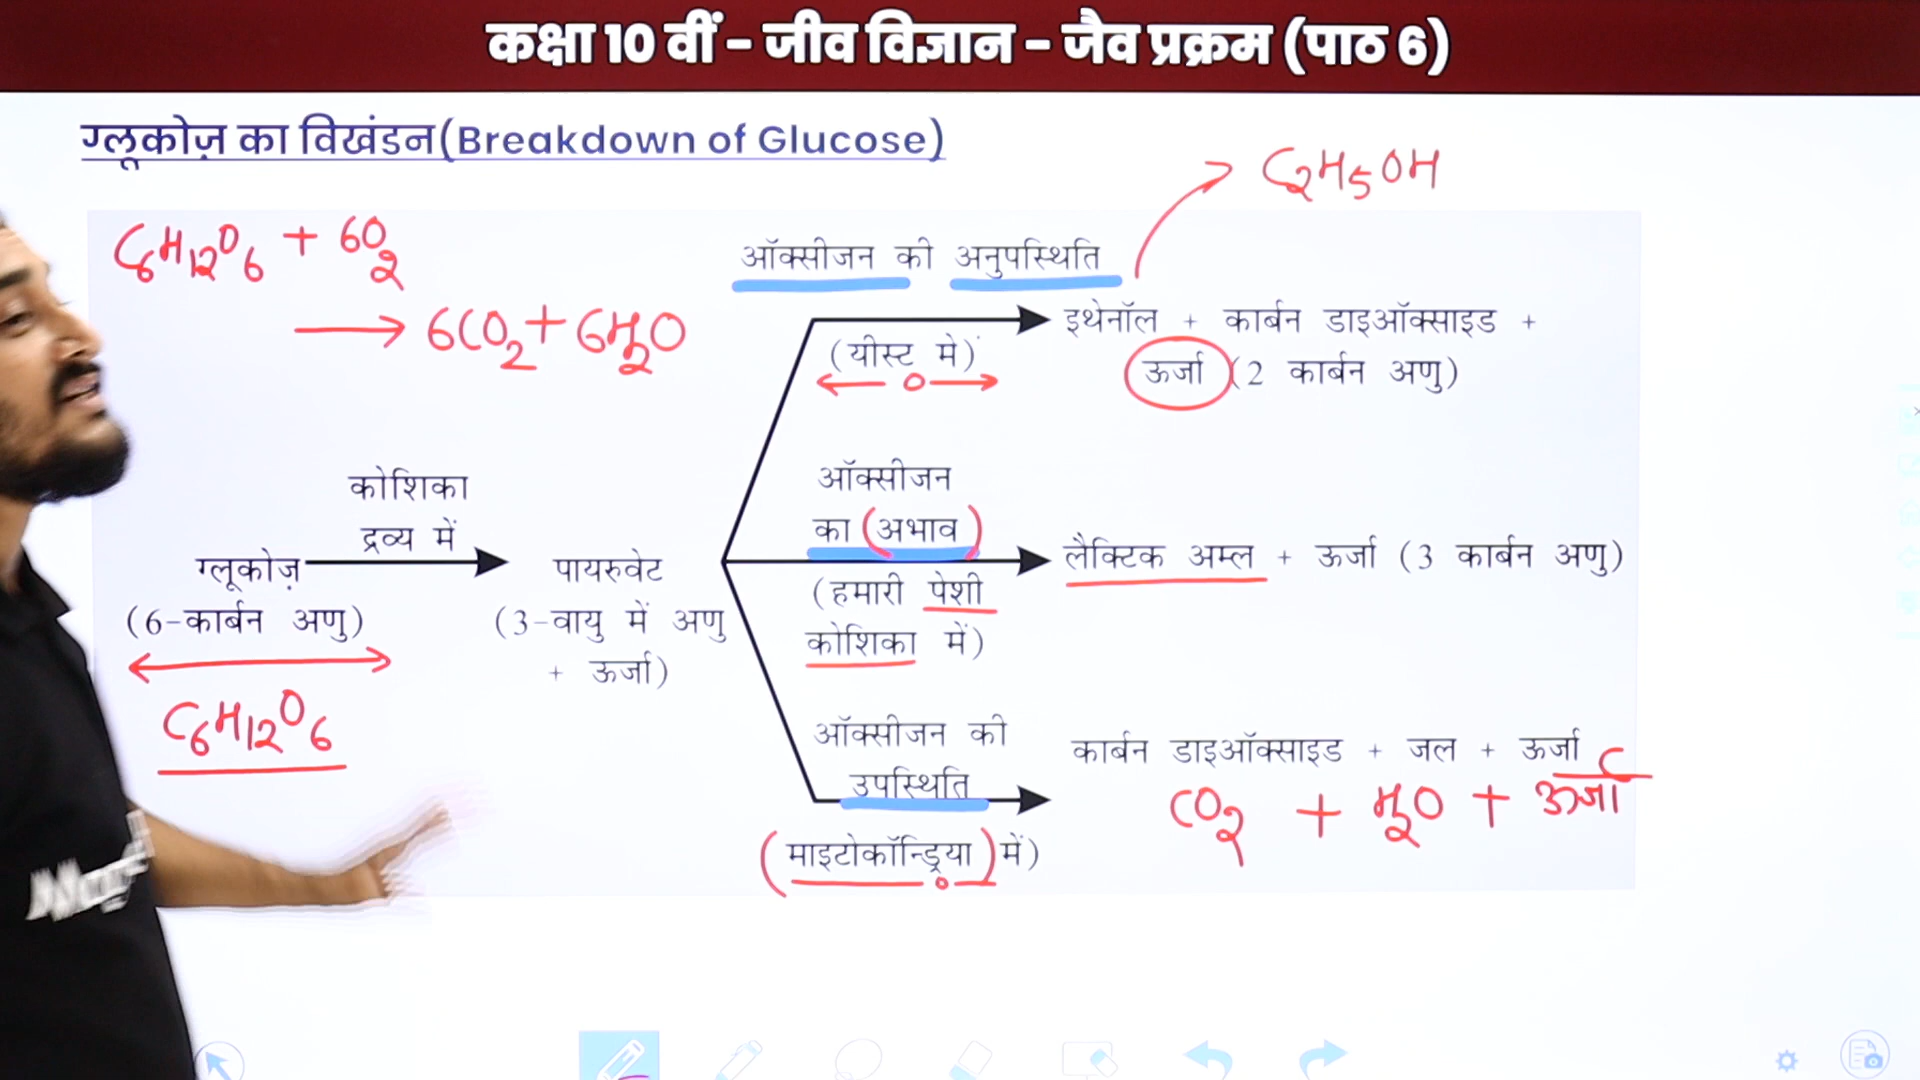 कक्षा 10 वीं - जीव विज्ञान - जैव प्रक्रम (पाठ 6)
ग्लूकोज़ का विखंडन(Breakdown of Glucose)
C₂H₅OH
C₆H₁₂O₆ + 6O₂
→ 6CO₂ + 6H₂O
ऑक्सीजन की अनुपस्थिति
(यीस्ट मे)
इथेनॉल + कार्बन डाइऑक्साइड +
ऊर्जा (2 कार्बन अणु)
कोशिका
द्रव्य में
ग्लूकोज़
(6-कार्बन अणु)
C₆H₁₂O₆
पायरुवेट
(3-वायु में अणु
+ ऊर्जा)
ऑक्सीजन
का (अभाव)
(हमारी पेशी
कोशिका में)
लैक्टिक अम्ल + ऊर्जा (3 कार्बन अणु)
ऑक्सीजन की
उपस्थिति
(माइटोकॉन्ड्रिया) में)
कार्बन डाइऑक्साइड + जल + ऊर्जा
CO₂ + H₂O + ऊर्जा